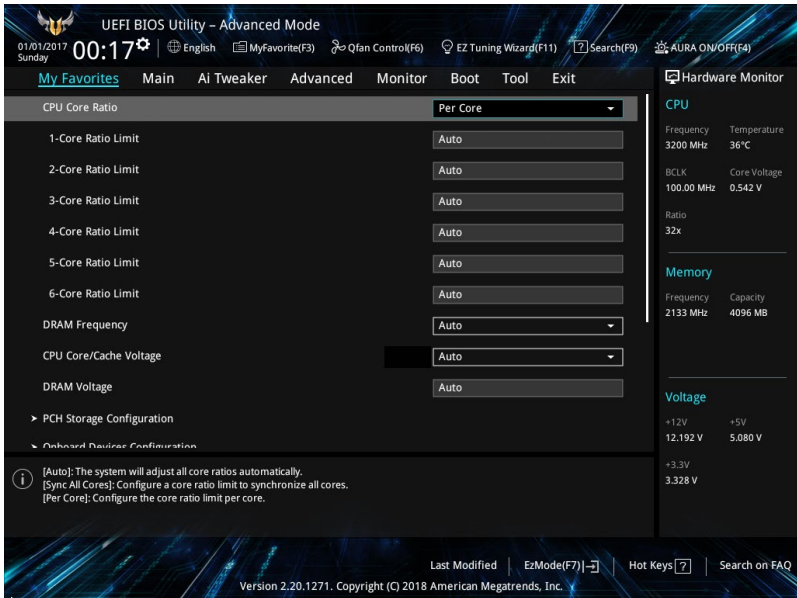 UEFI BIOS Utility – Advanced Mode
01/01/2017 Sunday 00:17 English MyFavorite(F3) Qfan Control(F6) EZ Tuning Wizard(F11) ? Search(F9) AURA ON/OFF(F4)
My Favorites Main Ai Tweaker Advanced Monitor Boot Tool Exit
CPU Core Ratio Per Core
1-Core Ratio Limit Auto
2-Core Ratio Limit Auto
3-Core Ratio Limit Auto
4-Core Ratio Limit Auto
5-Core Ratio Limit Auto
6-Core Ratio Limit Auto
DRAM Frequency Auto
CPU Core/Cache Voltage Auto
DRAM Voltage Auto
> PCH Storage Configuration
> Onboard Devices Configuration
i
[Auto]: The system will adjust all core ratios automatically.
[Sync All Cores]: Configure a core ratio limit to synchronize all cores.
[Per Core]: Configure the core ratio limit per core.
Hardware Monitor
CPU
Frequency Temperature
3200 MHz 36°C
BCLK Core Voltage
100.00 MHz 0.542 V
Ratio
32x
Memory
Frequency Capacity
2133 MHz 4096 MB
Voltage
+12V +5V
12.192 V 5.080 V
+3.3V
3.328 V
Last Modified EzMode(F7) Hot Keys ? Search on FAQ
Version 2.20.1271. Copyright (C) 2018 American Megatrends, Inc.